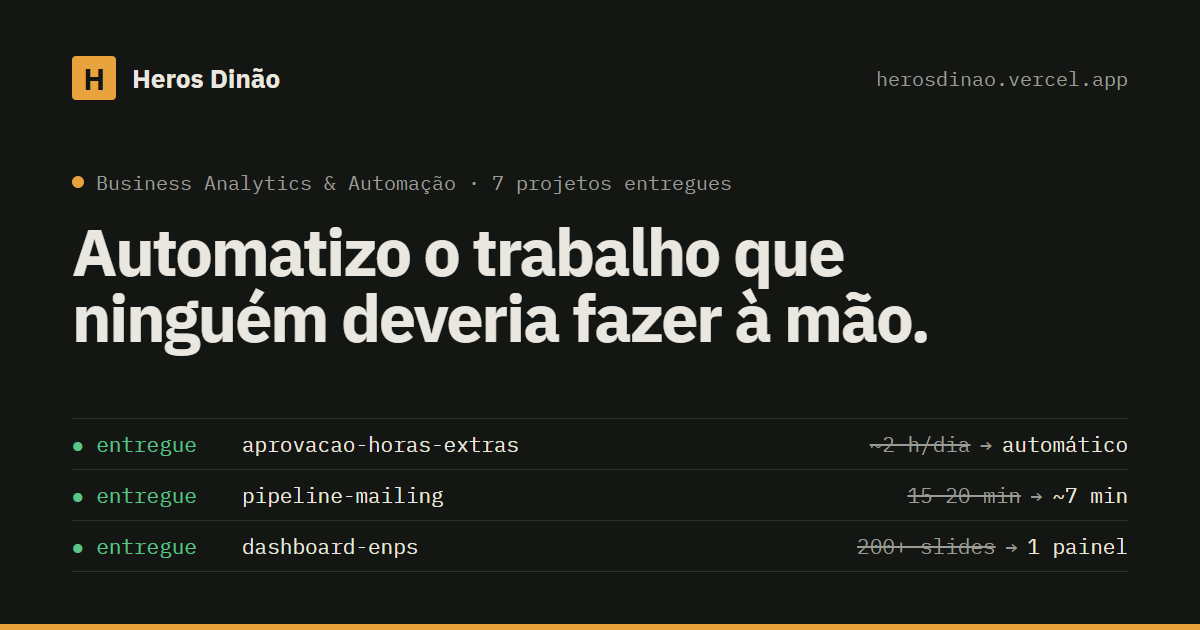 H Heros Dinão
herosdinao.vercel.app
Business Analytics & Automação · 7 projetos entregues
Automatizo o trabalho que
ninguém deveria fazer à mão.
entregue aprovacao-horas-extras ~2 h/dia → automático
entregue pipeline-mailing 15–20 min → ~7 min
entregue dashboard-enps 200+ slides → 1 painel